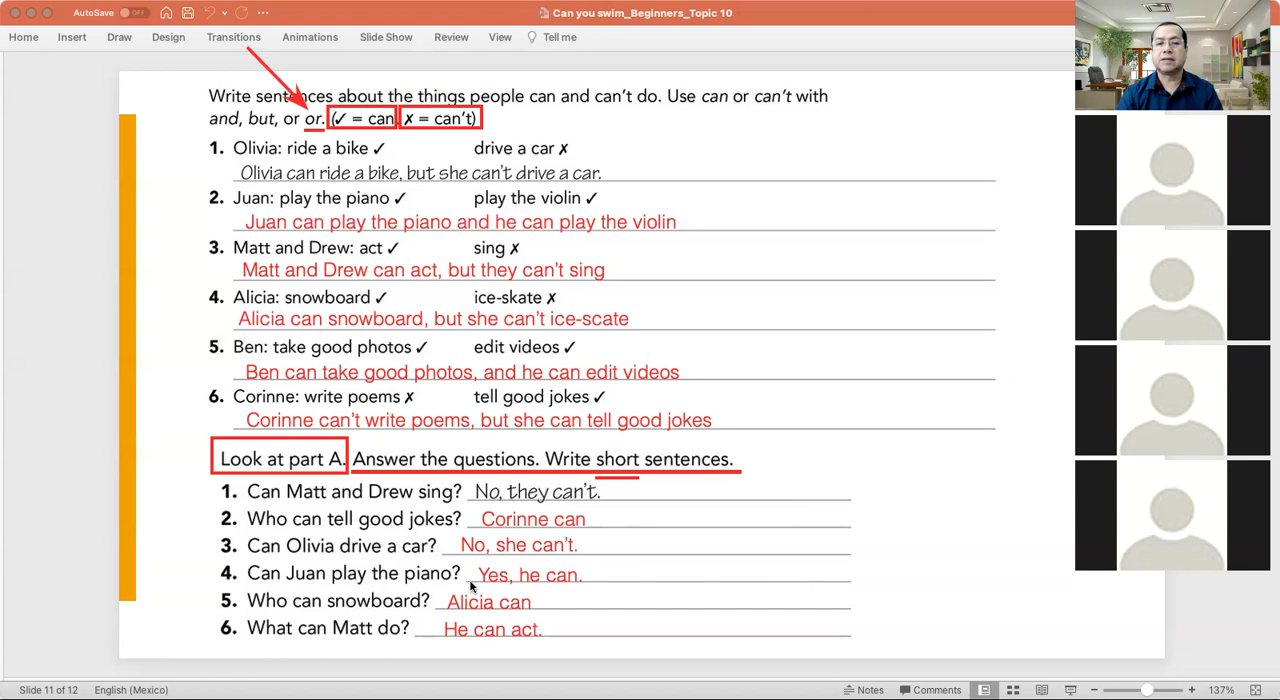 AutoSave OFF
Can you swim_Beginners_Topic 10
Home Insert Draw Design Transitions Animations Slide Show Review View Tell me
Write sentences about the things people can and can't do. Use can or can't with
and, but, or or. (✓ = can ✗ = can't)
1. Olivia: ride a bike ✓ drive a car ✗
Olivia can ride a bike, but she can't drive a car.
2. Juan: play the piano ✓ play the violin ✓
Juan can play the piano and he can play the violin
3. Matt and Drew: act ✓ sing ✗
Matt and Drew can act, but they can't sing
4. Alicia: snowboard ✓ ice-skate ✗
Alicia can snowboard, but she can't ice-scate
5. Ben: take good photos ✓ edit videos ✓
Ben can take good photos, and he can edit videos
6. Corinne: write poems ✗ tell good jokes ✓
Corinne can't write poems, but she can tell good jokes
Look at part A. Answer the questions. Write short sentences.
1. Can Matt and Drew sing? No, they can't.
2. Who can tell good jokes? Corinne can
3. Can Olivia drive a car? No, she can't.
4. Can Juan play the piano? Yes, he can.
5. Who can snowboard? Alicia can
6. What can Matt do? He can act.
Slide 11 of 12 English (Mexico) Notes Comments 137%